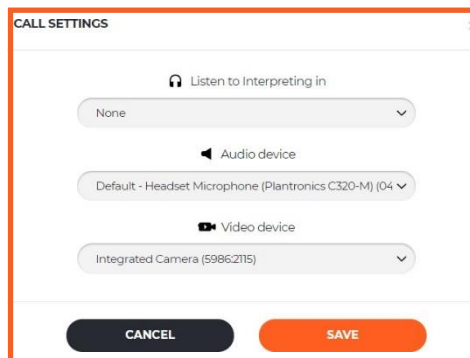 CALL SETTINGS
Listen to Interpreting in
None
Audio device
Default - Headset Microphone (Plantronics C320-M) (04
Video device
Integrated Camera (5986:2115)
CANCEL
SAVE